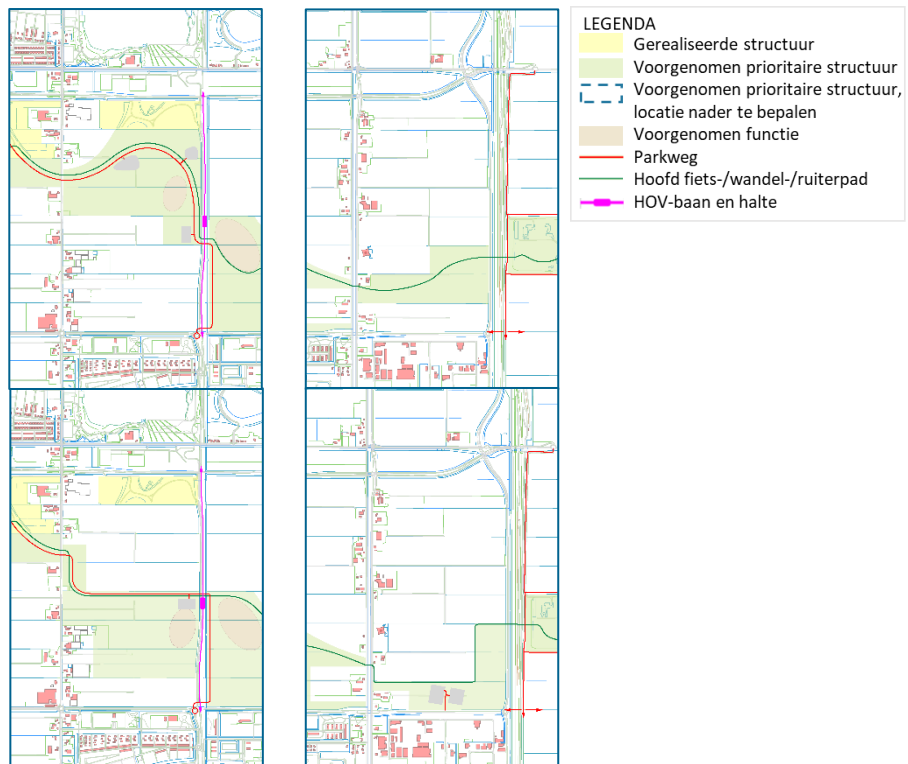 LEGENDA
Gerealiseerde structuur
Voorgenomen prioritaire structuur
Voorgenomen prioritaire structuur,
locatie nader te bepalen
Voorgenomen functie
Parkweg
Hoofd fiets-/wandel-/ruiterpad
HOV-baan en halte